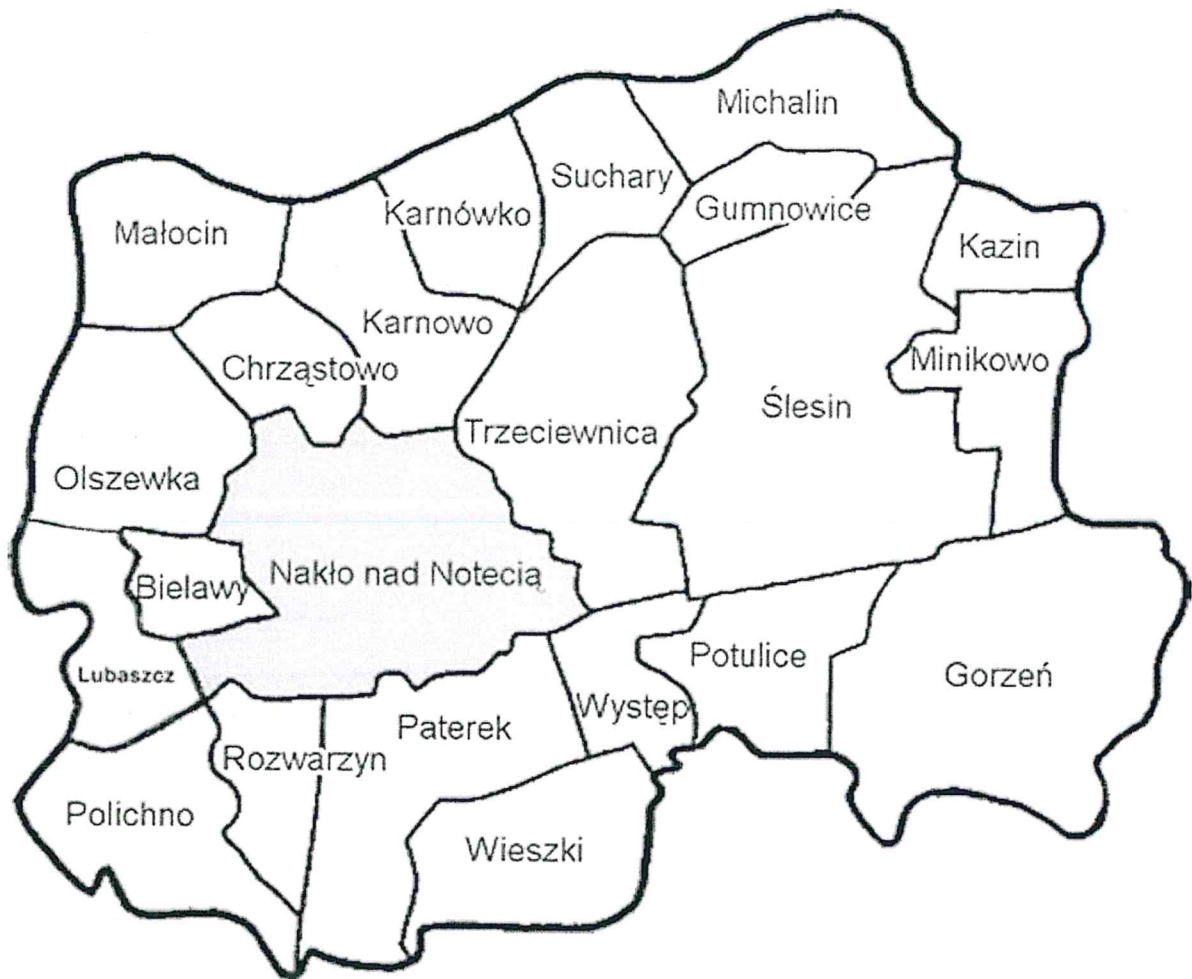 Michalin
Suchary
Karnówko
Gumnowice
Małocin
Kazin
Karnowo
Chrząstowo
Minikowo
Ślesin
Trzeciewnica
Olszewka
Nakło nad Notecią
Bielawy
Lubaszcz
Potulice
Gorzeń
Występ
Paterek
Rozwarzyn
Polichno
Wieszki